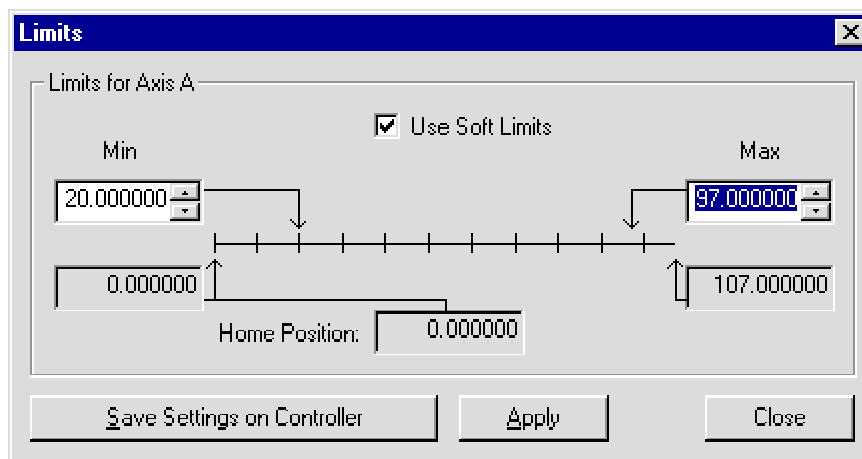 Limits
Limits for Axis A
Use Soft Limits
Min
Max
20.000000
97.000000
0.000000
107.000000
Home Position:
0.000000
Save Settings on Controller
Apply
Close